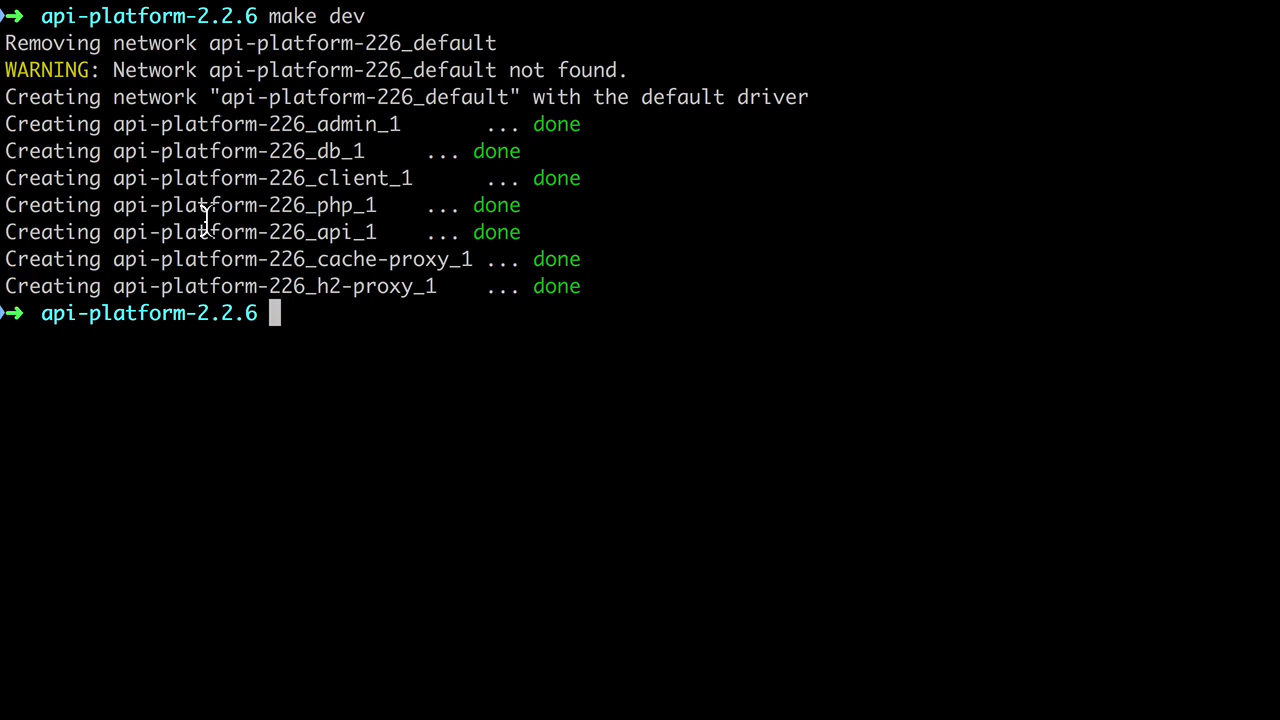 ➜ api-platform-2.2.6 make dev
Removing network api-platform-226_default
WARNING: Network api-platform-226_default not found.
Creating network "api-platform-226_default" with the default driver
Creating api-platform-226_admin_1       ... done
Creating api-platform-226_db_1     ... done
Creating api-platform-226_client_1      ... done
Creating api-platform-226_php_1    ... done
Creating api-platform-226_api_1    ... done
Creating api-platform-226_cache-proxy_1 ... done
Creating api-platform-226_h2-proxy_1    ... done
➜ api-platform-2.2.6